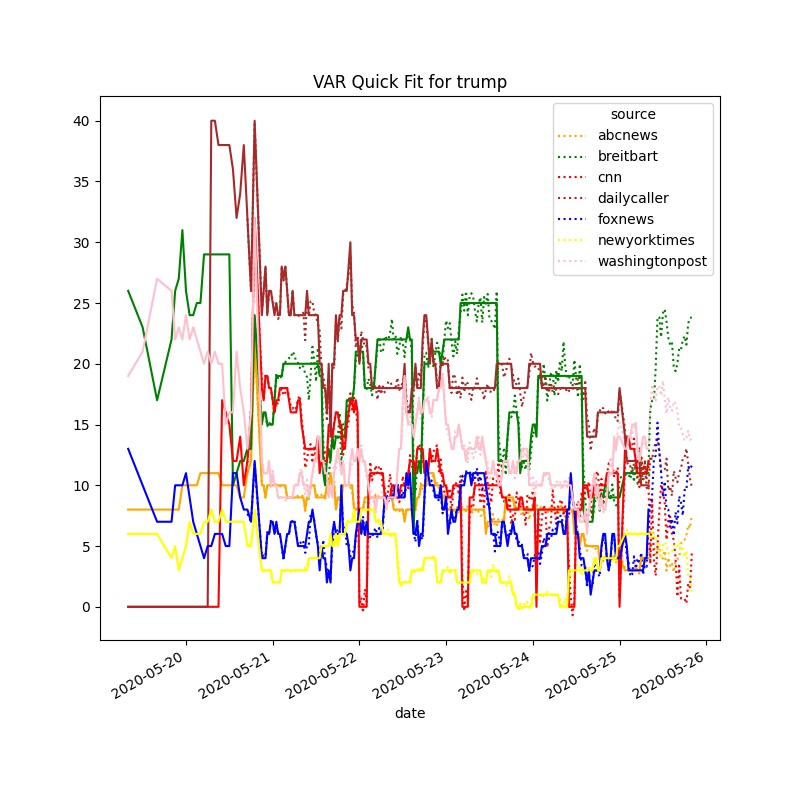 VAR Quick Fit for trump
source
abcnews
breitbart
cnn
dailycaller
foxnews
newyorktimes
washingtonpost
40
35
30
25
20
15
10
5
0
2020-05-20
2020-05-21
2020-05-22
2020-05-23
2020-05-24
2020-05-25
2020-05-26
date